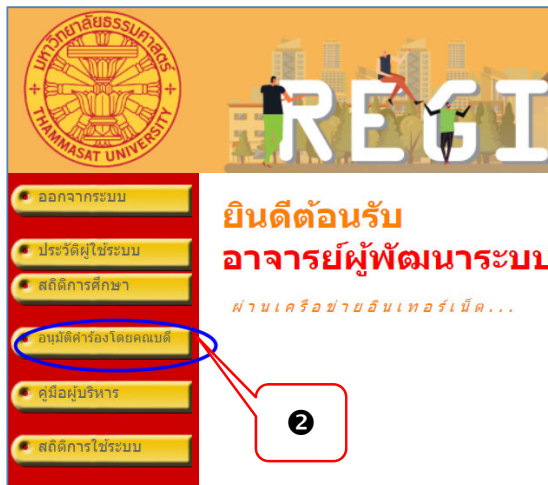 มหาวิทยาลัยธรรมศาสตร์
THAMMASAT UNIVERSITY
REGI
ออกจากระบบ
ประวัติผู้ใช้ระบบ
สถิติการศึกษา
อนุมัติคำร้องโดยคณบดี
คู่มือผู้บริหาร
สถิติการใช้ระบบ
ยินดีต้อนรับ
อาจารย์ผู้พัฒนาระบบ
ผ่านเครือข่ายอินเทอร์เน็ต...
❷